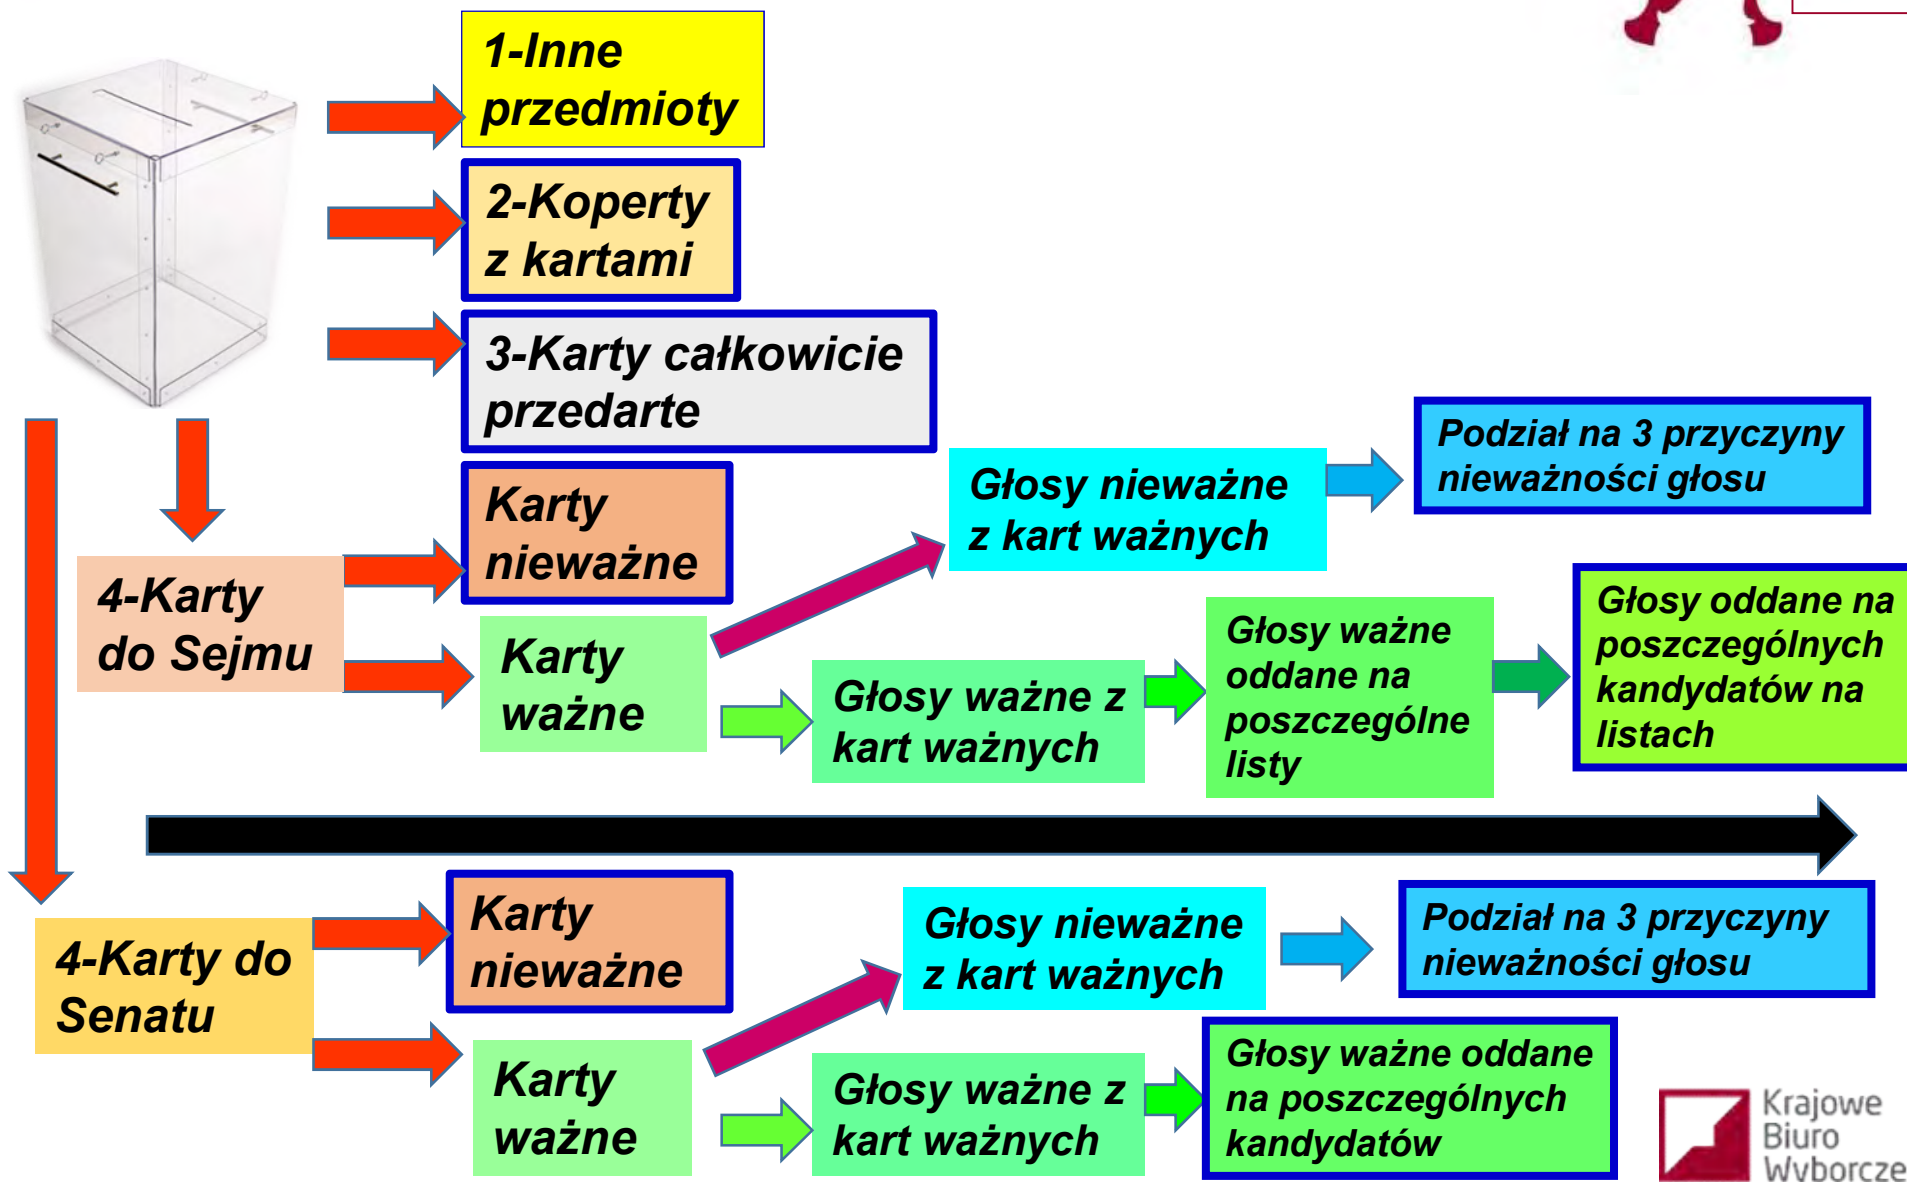 1-Inne
przedmioty
2-Koperty
z kartami
3-Karty całkowicie
przedarte
Karty
nieważne
4-Karty
do Sejmu
Karty
ważne
Głosy nieważne
z kart ważnych
Podział na 3 przyczyny
nieważności głosu
Głosy ważne z
kart ważnych
Głosy ważne
oddane na
poszczególne
listy
Głosy oddane na
poszczególnych
kandydatów na
listach
4-Karty do
Senatu
Karty
nieważne
Karty
ważne
Głosy nieważne
z kart ważnych
Podział na 3 przyczyny
nieważności głosu
Głosy ważne z
kart ważnych
Głosy ważne oddane
na poszczególnych
kandydatów
Krajowe
Biuro
Wyborcze